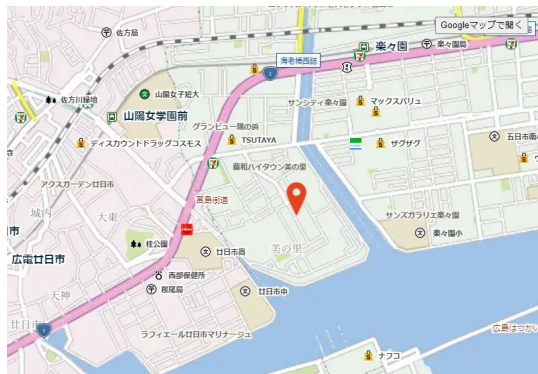 Googleマップで開く
佐方局
楽々園
楽々園局
海老橋西詰
佐方川緑地
山陽女子短大
山陽女学園前
サンシティ楽々園
マックスバリュ
グランビュー陽の浜
ディスカウントドラッグコスモス
TSUTAYA
ザグザグ
五日市南
藤和ハイタウン美の里
アクスガーデン廿日市
宮島街道
城内
大東
サンズガラリエ楽々園
楽々園小
桂公園
廿日市高
美の里
広電廿日市
西部保健所
天神
桜尾局
廿日市中
廿日市
ラフィエール廿日市マリナージュ
広島はつかい
ナフコ